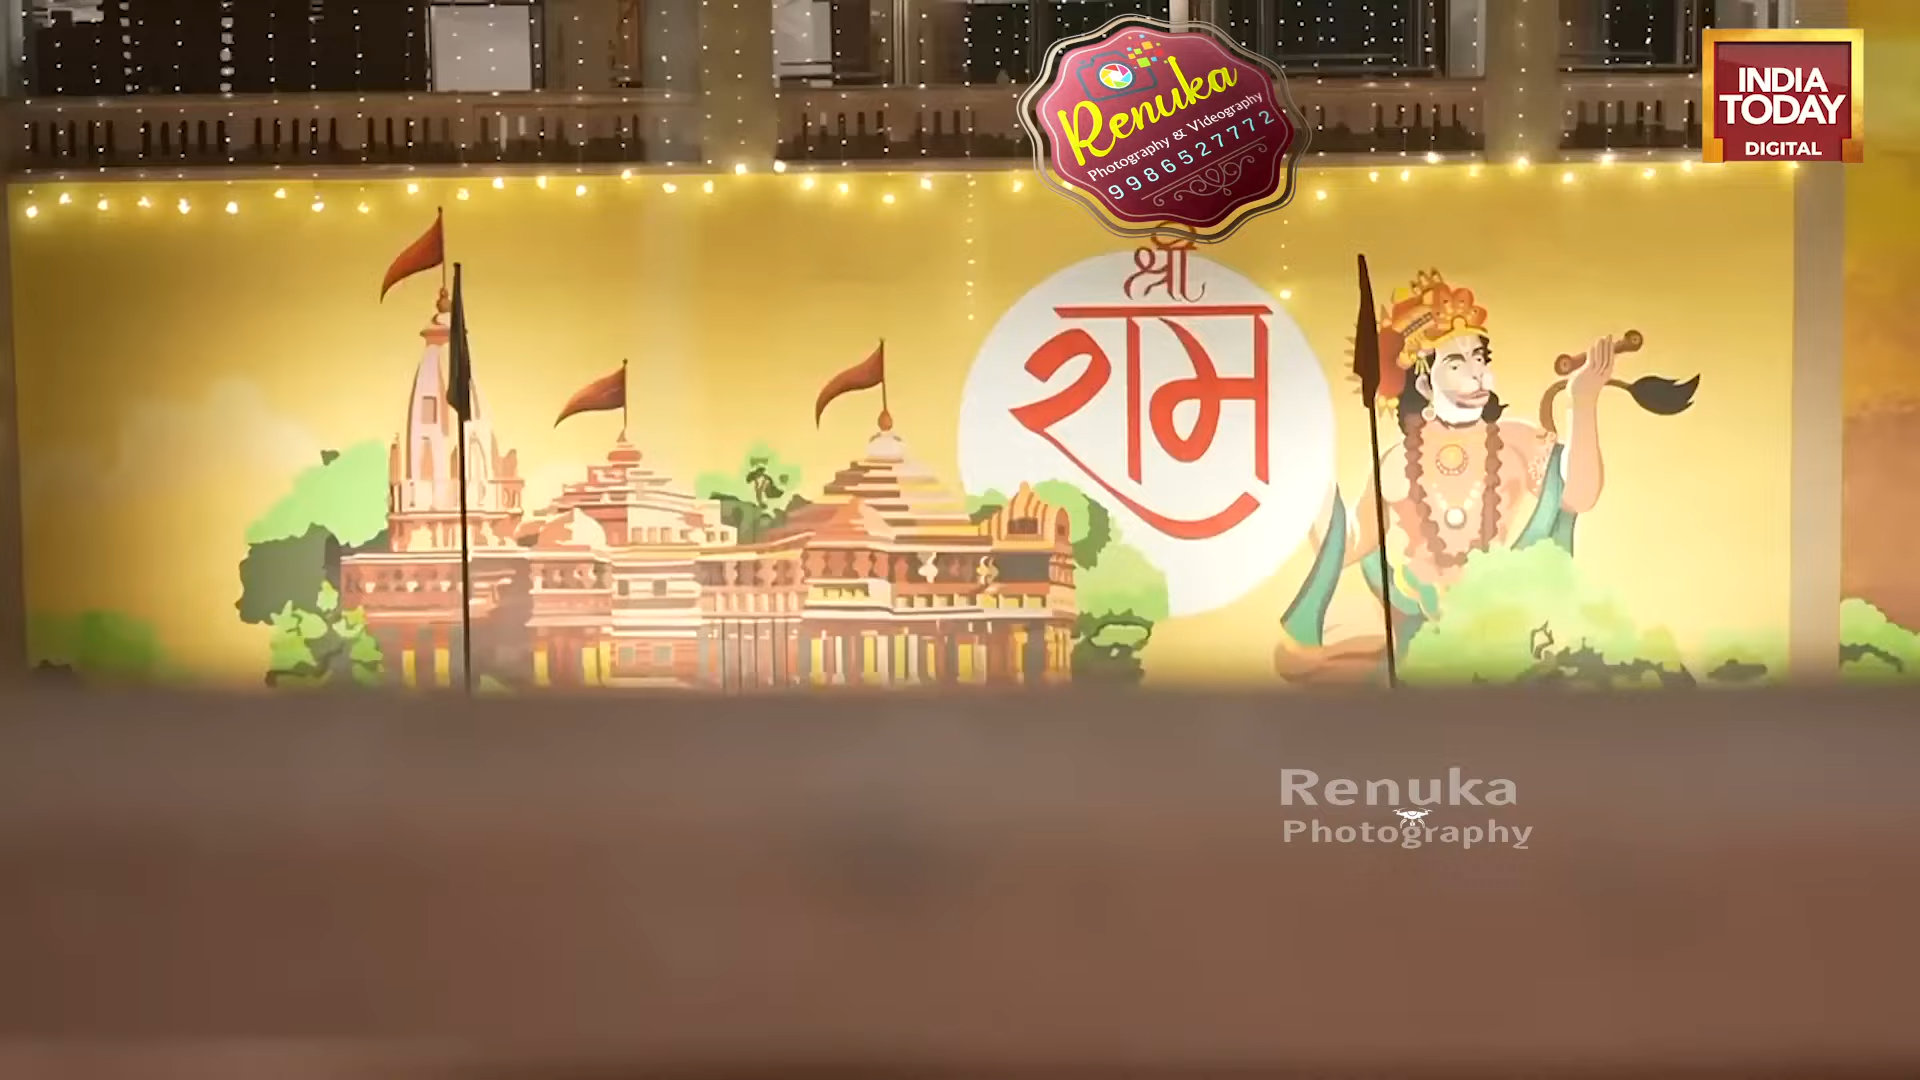 Renuka
Photography & Videography
9986527772
INDIA
TODAY
DIGITAL
श्री
राम
Renuka
Photography